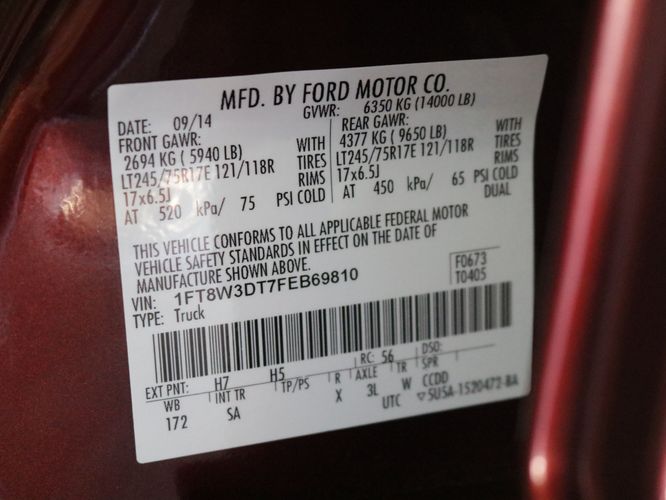 MFD. BY FORD MOTOR CO.
DATE: 09/14 GVWR: 6350 KG (14000 LB)
FRONT GAWR: REAR GAWR:
2694 KG ( 5940 LB) WITH 4377 KG ( 9650 LB) WITH
LT245/75R17E 121/118R TIRES LT245/75R17E 121/118R TIRES
17x6.5J RIMS 17x6.5J RIMS
AT 520 kPa/ 75 PSI COLD AT 450 kPa/ 65 PSI COLD
DUAL
THIS VEHICLE CONFORMS TO ALL APPLICABLE FEDERAL MOTOR
VEHICLE SAFETY STANDARDS IN EFFECT ON THE DATE OF
MANUFACTURE SHOWN ABOVE. F0673
VIN: 1FT8W3DT7FEB69810 T0405
TYPE: Truck
EXT PNT: H7 H5 RC: 56 DSO:
WB INT TR TP/PS R AXLE TR SPR
172 SA X 3L W CCDD
UTC ▽5U5A-1520472-BA